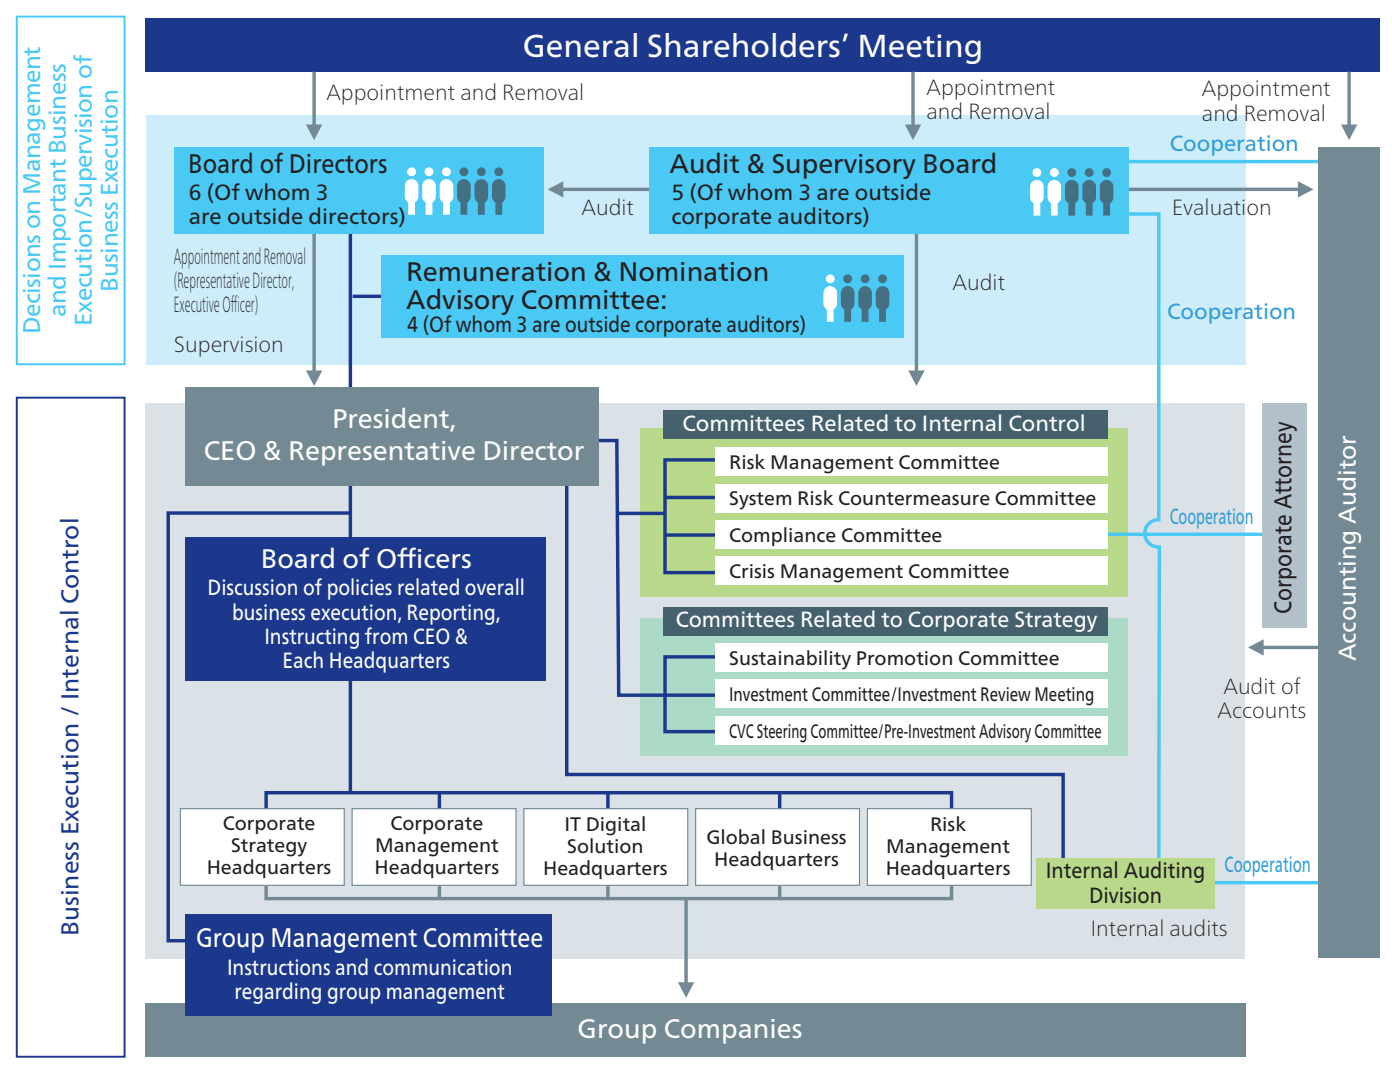 General Shareholders’ Meeting
Decisions on Management
and Important Business
Execution/Supervision of
Business Execution
Appointment and Removal
Appointment
and Removal
Appointment
and Removal
Board of Directors
6 (Of whom 3
are outside directors)
Audit
Audit & Supervisory Board
5 (Of whom 3 are outside
corporate auditors)
Cooperation
Evaluation
Appointment and Removal
(Representative Director,
Executive Officer)
Supervision
Remuneration & Nomination
Advisory Committee:
4 (Of whom 3 are outside corporate auditors)
Audit
Cooperation
Accounting Auditor
Business Execution / Internal Control
President,
CEO & Representative Director
Committees Related to Internal Control
Risk Management Committee
System Risk Countermeasure Committee
Compliance Committee
Crisis Management Committee
Cooperation
Corporate Attorney
Board of Officers
Discussion of policies related overall
business execution, Reporting,
Instructing from CEO &
Each Headquarters
Committees Related to Corporate Strategy
Sustainability Promotion Committee
Investment Committee/Investment Review Meeting
CVC Steering Committee/Pre-Investment Advisory Committee
Audit of
Accounts
Corporate
Strategy
Headquarters
Corporate
Management
Headquarters
IT Digital
Solution
Headquarters
Global Business
Headquarters
Risk
Management
Headquarters
Internal Auditing
Division
Cooperation
Internal audits
Group Management Committee
Instructions and communication
regarding group management
Group Companies